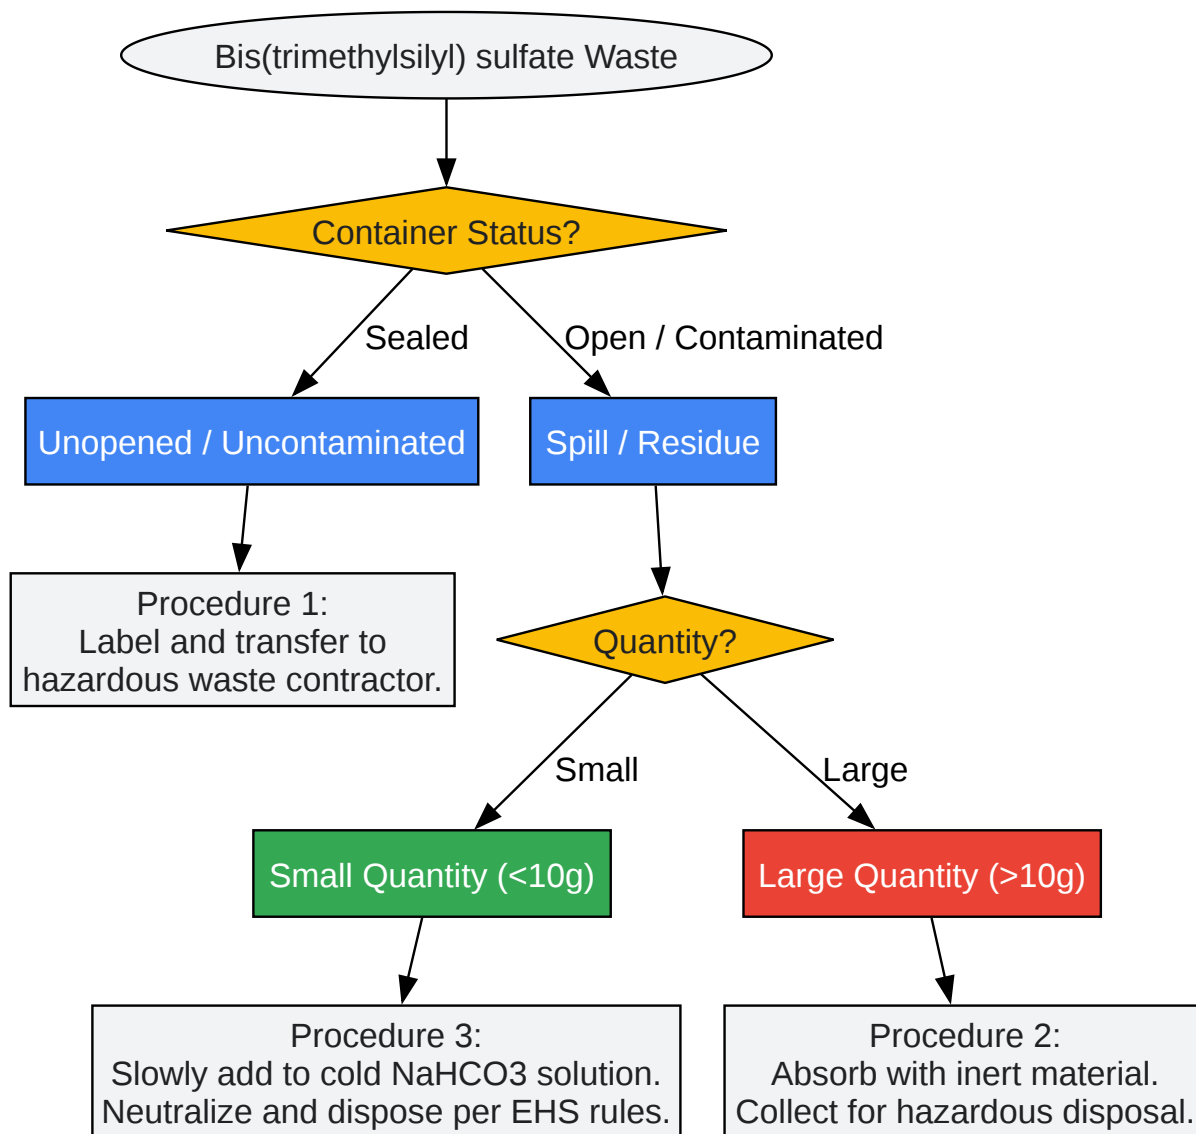 Bis(trimethylsilyl) sulfate Waste
Container Status?
Sealed
Open / Contaminated
Unopened / Uncontaminated
Spill / Residue
Procedure 1:
Label and transfer to
hazardous waste contractor.
Quantity?
Small
Large
Small Quantity (<10g)
Large Quantity (>10g)
Procedure 3:
Slowly add to cold NaHCO3 solution.
Neutralize and dispose per EHS rules.
Procedure 2:
Absorb with inert material.
Collect for hazardous disposal.